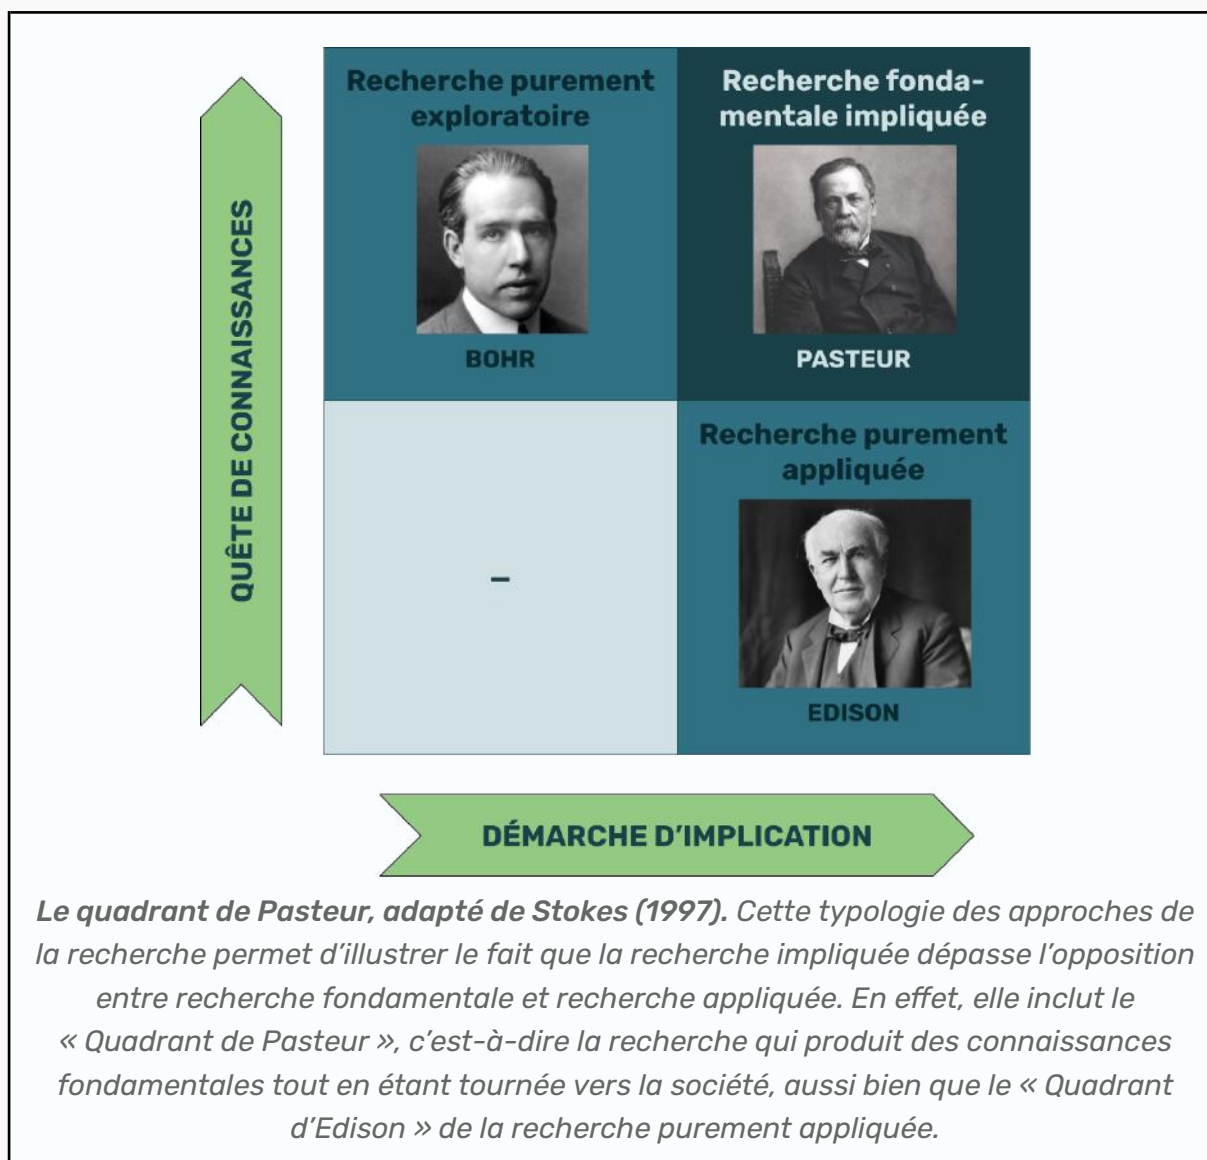 Recherche purement
exploratoire
BOHR
Recherche fonda-
mentale impliquée
PASTEUR
QUÊTE DE CONNAISSANCES
–
Recherche purement
appliquée
EDISON
DÉMARCHE D’IMPLICATION
Le quadrant de Pasteur, adapté de Stokes (1997). Cette typologie des approches de
la recherche permet d’illustrer le fait que la recherche impliquée dépasse l’opposition
entre recherche fondamentale et recherche appliquée. En effet, elle inclut le
« Quadrant de Pasteur », c’est-à-dire la recherche qui produit des connaissances
fondamentales tout en étant tournée vers la société, aussi bien que le « Quadrant
d’Edison » de la recherche purement appliquée.